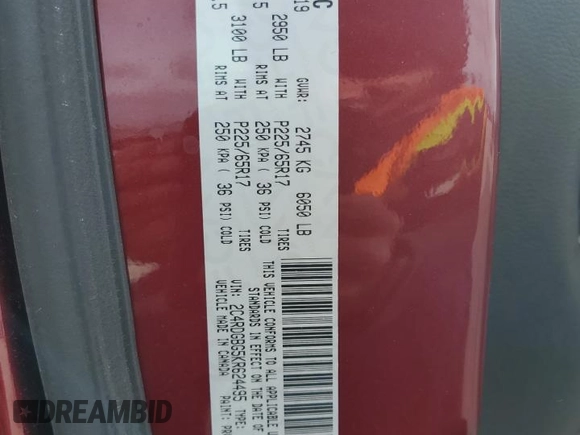 C
19 GVWR: 2745 KG 6050 LB
2950 LB WITH P225/65R17 TIRES
.5 RIMS AT 250 KPA ( 36 PSI) COLD
3100 LB WITH P225/65R17 TIRES
.5 RIMS AT 250 KPA ( 36 PSI) COLD
THIS VEHICLE CONFORMS TO ALL APPLICABLE
STANDARDS IN EFFECT ON THE DATE OF
VIN: 2C4RDGBG5KR624495 TYPE:
VEHICLE MADE IN CANADA PAINT: PR
DREAMBID